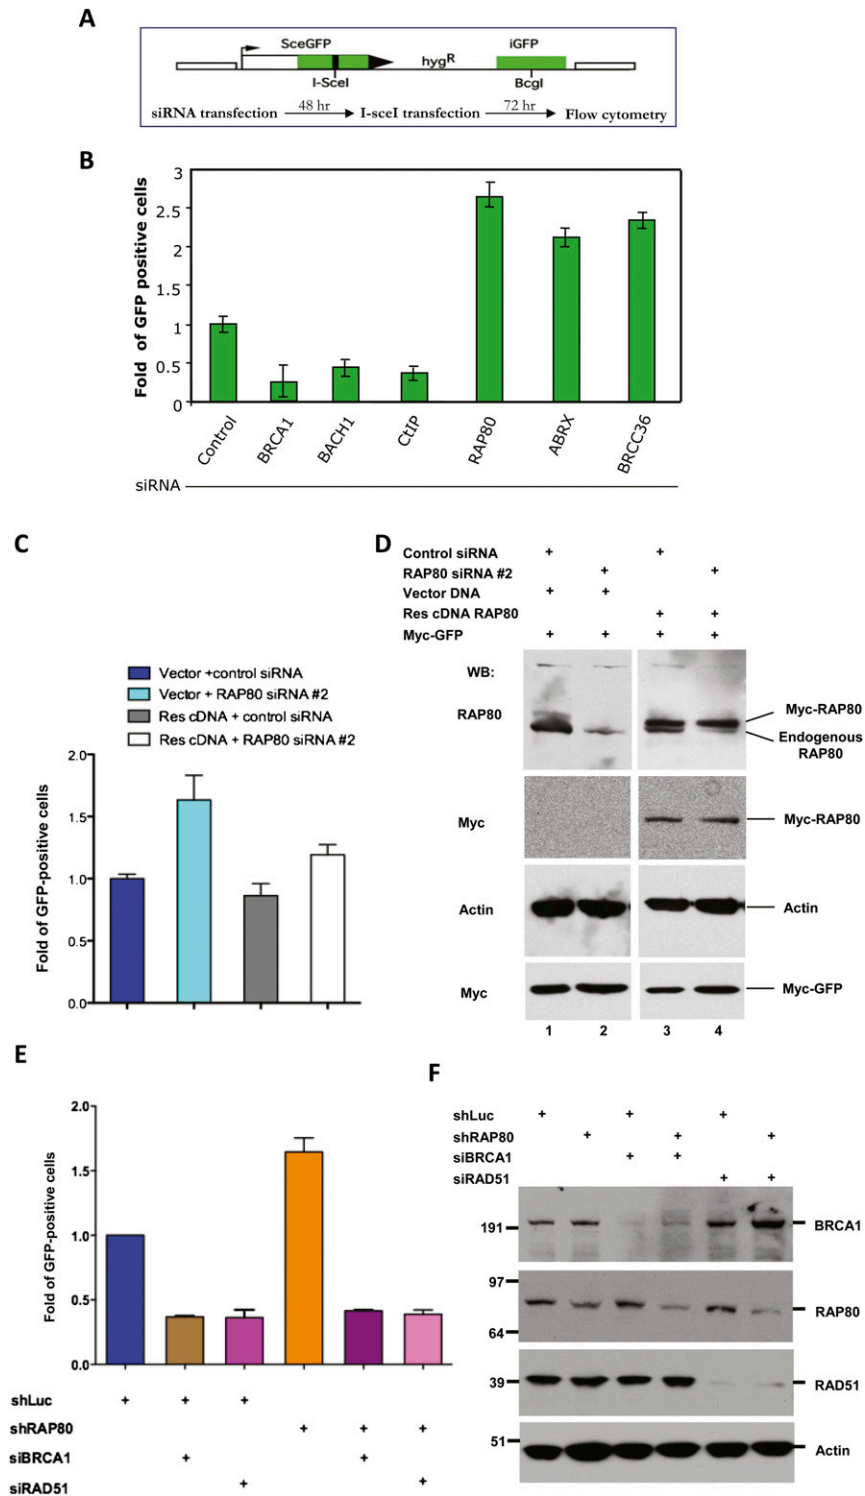 A
SceGFP hygR iGFP
I-SceI BcgI
siRNA transfection 48 hr I-sceI transfection 72 hr Flow cytometry
B
Fold of GFP positive cells
3
2.5
2
1
0.5
0
Control BRCA1 BACH1 CtIP RAP80 ABRX BRCC36
siRNA
C
Vector +control siRNA
Vector + RAP80 siRNA #2
Res cDNA + control siRNA
Res cDNA + RAP80 siRNA #2
Fold of GFP-positive cells
2.0
1.5
1.0
0.5
0.0
D
Control siRNA + +
RAP80 siRNA #2 + +
Vector DNA + +
Res cDNA RAP80 + +
Myc-GFP + + + +
WB:
RAP80
Myc-RAP80
Endogenous
RAP80
Myc Myc-RAP80
Actin Actin
Myc Myc-GFP
1 2 3 4
E
Fold of GFP-positive cells
2.0
1.5
1.0
0.5
0.0
shLuc + + +
shRAP80 + + +
siBRCA1 + +
siRAD51 + +
F
shLuc + + +
shRAP80 + + +
siBRCA1 + +
siRAD51 + +
191 BRCA1
97
RAP80
64
39 RAD51
51
Actin